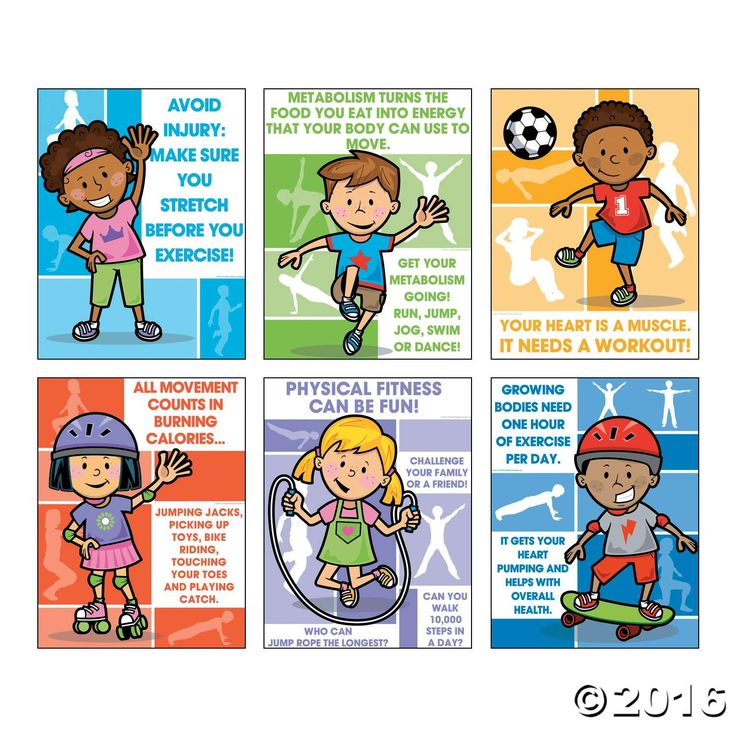 AVOID
INJURY:
MAKE SURE
YOU
STRETCH
BEFORE YOU
EXERCISE!
METABOLISM TURNS THE
FOOD YOU EAT INTO ENERGY
THAT YOUR BODY CAN USE TO
MOVE.
GET YOUR
METABOLISM
GOING!
RUN, JUMP,
JOG, SWIM
OR DANCE!
1
YOUR HEART IS A MUSCLE.
IT NEEDS A WORKOUT!
ALL MOVEMENT
COUNTS IN
BURNING
CALORIES...
JUMPING JACKS,
PICKING UP
TOYS, BIKE
RIDING,
TOUCHING
YOUR TOES
AND PLAYING
CATCH.
PHYSICAL FITNESS
CAN BE FUN!
CHALLENGE
YOUR FAMILY
OR A FRIEND!
WHO CAN
JUMP ROPE THE LONGEST?
CAN YOU
WALK
10,000
STEPS IN
A DAY?
GROWING
BODIES NEED
ONE HOUR
OF EXERCISE
PER DAY.
IT GETS YOUR
HEART
PUMPING AND
HELPS WITH
OVERALL
HEALTH.
©2016